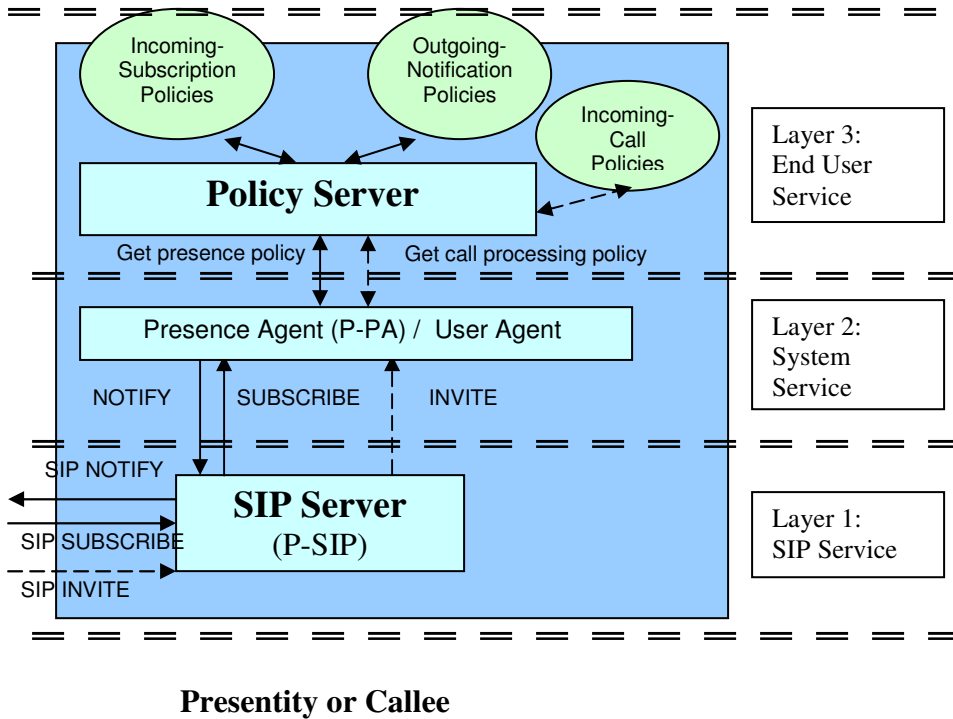 Incoming-
Subscription
Policies
Outgoing-
Notification
Policies
Incoming-
Call
Policies
Layer 3:
End User
Service
Policy Server
Get presence policy
Get call processing policy
Presence Agent (P-PA) / User Agent
Layer 2:
System
Service
NOTIFY
SUBSCRIBE
INVITE
SIP NOTIFY
SIP Server
(P-SIP)
SIP SUBSCRIBE
SIP INVITE
Layer 1:
SIP Service
Presentity or Callee